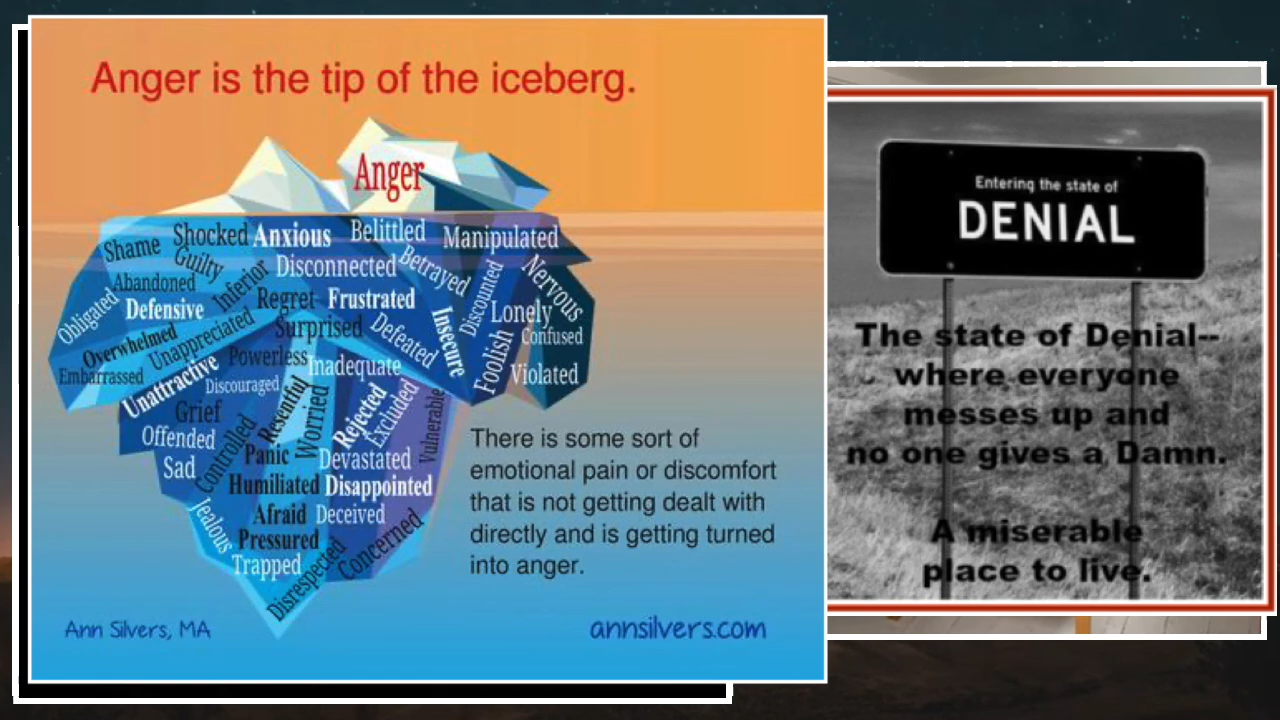 Anger is the tip of the iceberg.
Anger
Shame
Shocked
Anxious
Belittled
Manipulated
Guilty
Disconnected
Betrayed
Nervous
Abandoned
Inferior
Discounted
Obligated
Defensive
Regret
Frustrated
Insecure
Lonely
Overwhelmed
Unappreciated
Surprised
Defeated
Foolish
Confused
Embarrassed
Powerless
Inadequate
Violated
Unattractive
Discouraged
Resentful
Worried
Rejected
Excluded
Vulnerable
Grief
Offended
Controlled
Panic
Devastated
Sad
Humiliated
Disappointed
Jealous
Afraid
Deceived
Pressured
Concerned
Trapped
Disrespected
There is some sort of
emotional pain or discomfort
that is not getting dealt with
directly and is getting turned
into anger.
Ann Silvers, MA
annsilvers.com
Entering the state of
DENIAL
The state of Denial--
where everyone
messes up and
no one gives a Damn.
A miserable
place to live.